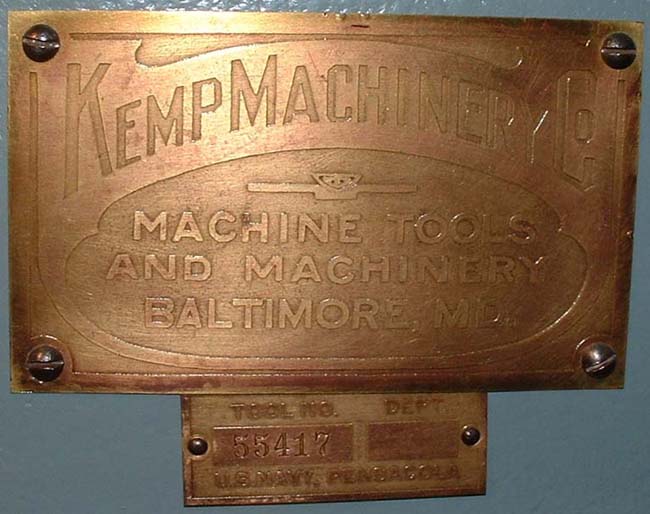 KEMP MACHINERY CO
MACHINE TOOLS
AND MACHINERY
BALTIMORE, MD.
TOOL NO. DEPT.
55417
U.S. NAVY, PENSACOLA